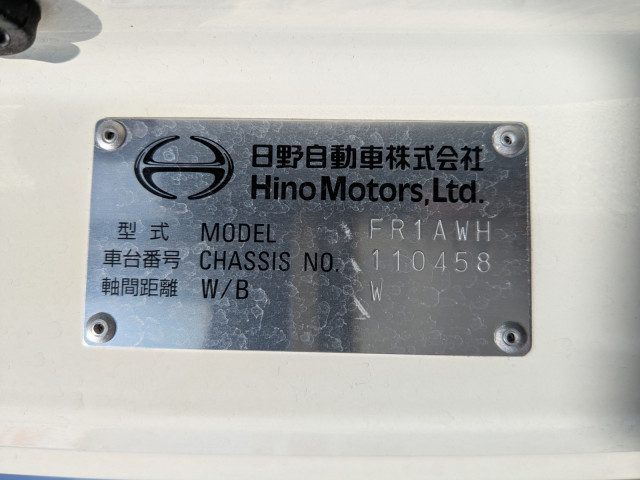 日野自動車株式会社
Hino Motors, Ltd.
型式 MODEL FR1AWH
車台番号 CHASSIS NO. 110458
軸間距離 W/B W